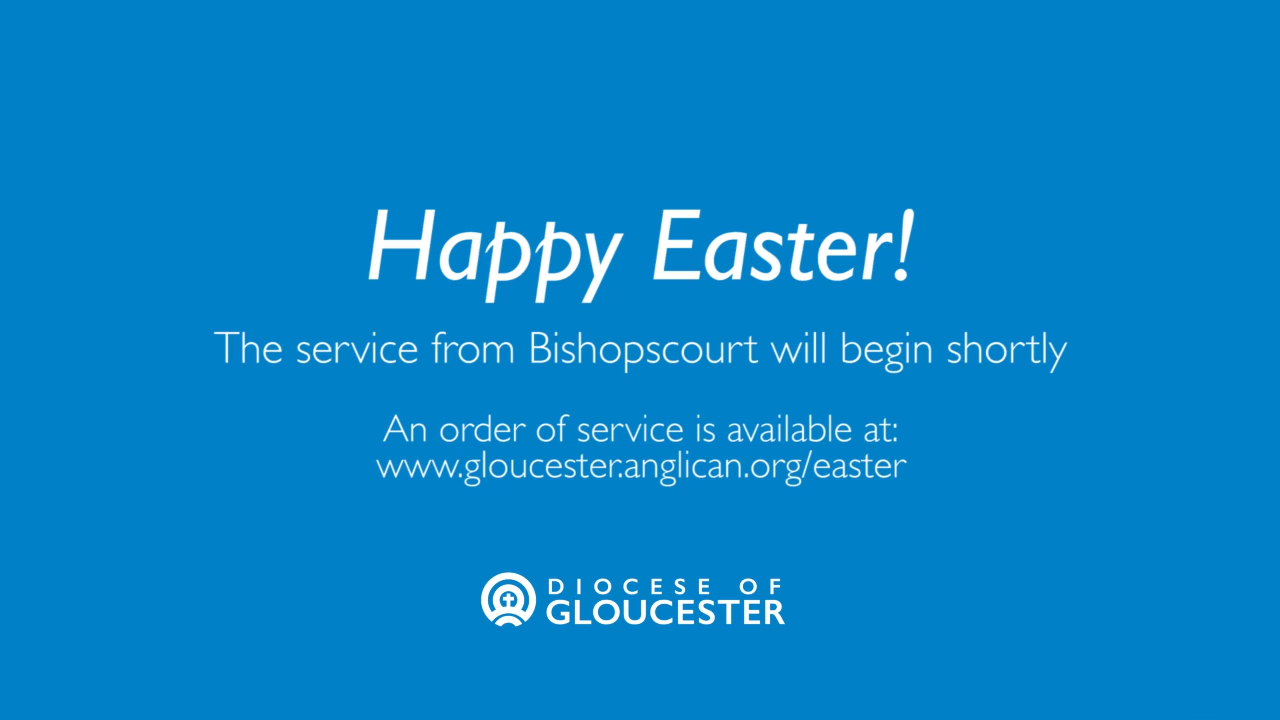 Happy Easter!
The service from Bishopscourt will begin shortly
An order of service is available at:
www.gloucester.anglican.org/easter
DIOCESE OF
GLOUCESTER